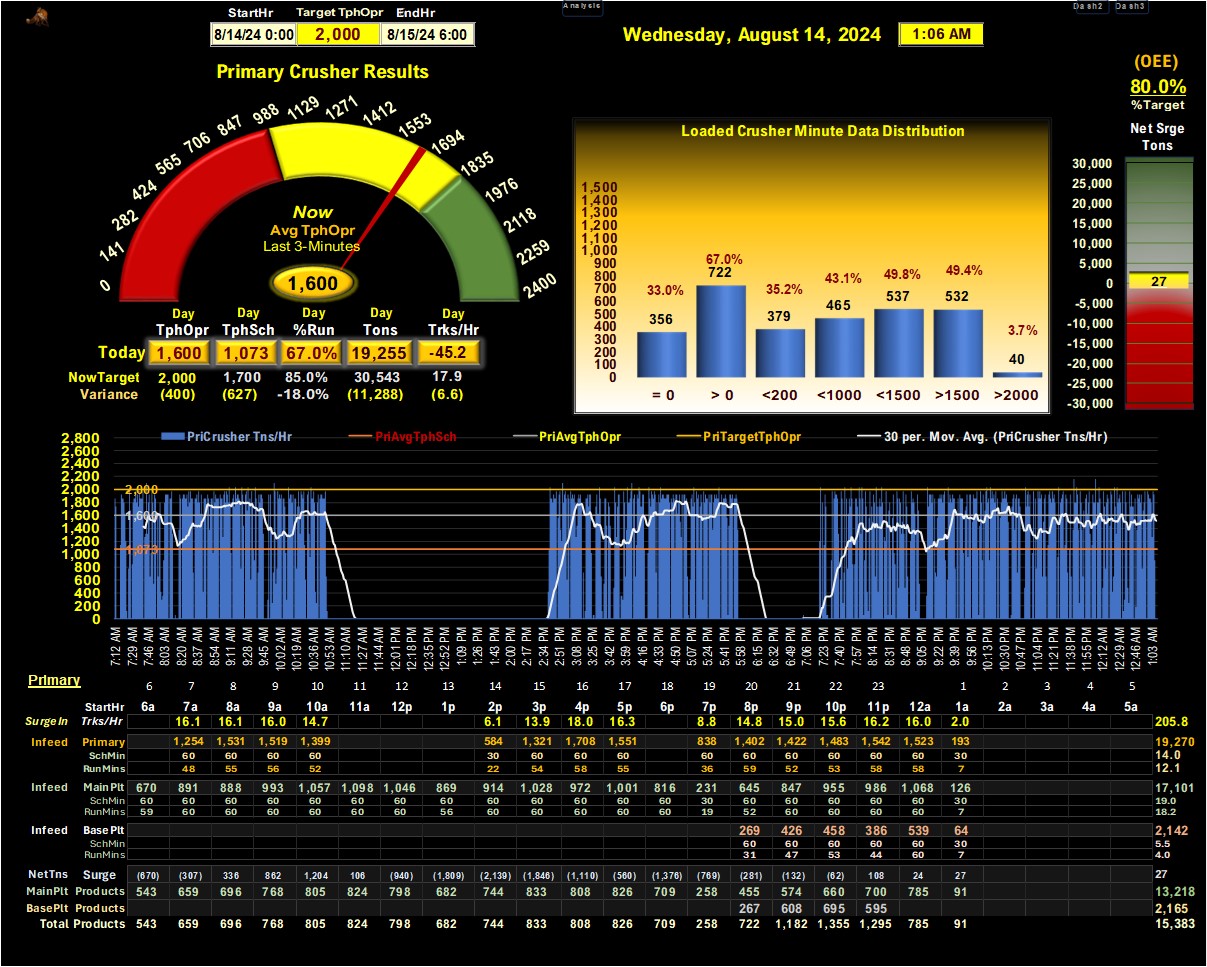 Analysis
Dash2 Dash3
StartHr Target TphOpr EndHr
8/14/24 0:00 2,000 8/15/24 6:00
Wednesday, August 14, 2024 1:06 AM
(OEE)
80.0%
%Target
Net Srge
Tons
Primary Crusher Results
0 141 282 424 565 706 847 988 1129 1271 1412 1553 1694 1835 1976 2118 2259 2400
Now
Avg TphOpr
Last 3-Minutes
1,600
Day Day Day Day Day
TphOpr TphSch %Run Tons Trks/Hr
Today 1,600 1,073 67.0% 19,255 -45.2
NowTarget 2,000 1,700 85.0% 30,543 17.9
Variance (400) (627) -18.0% (11,288) (6.6)
Loaded Crusher Minute Data Distribution
1,500
1,400
1,300
1,200
1,100
1,000
900
800
700
600
500
400
300
200
100
0
33.0% 67.0% 35.2% 43.1% 49.8% 49.4% 3.7%
356 722 379 465 537 532 40
= 0 > 0 <200 <1000 <1500 >1500 >2000
30,000
25,000
20,000
15,000
10,000
5,000
0
-5,000
-10,000
-15,000
-20,000
-25,000
-30,000
27
PriCrusher Tns/Hr PriAvgTphSch PriAvgTphOpr PriTargetTphOpr 30 per. Mov. Avg. (PriCrusher Tns/Hr)
2,800
2,600
2,400
2,200
2,000
1,800
1,600
1,400
1,200
1,000
800
600
400
200
0
2,000
1,600
1,073
7:12 AM 7:29 AM 7:46 AM 8:03 AM 8:20 AM 8:37 AM 8:54 AM 9:11 AM 9:28 AM 9:45 AM 10:02 AM 10:19 AM 10:36 AM 10:53 AM 11:10 AM 11:27 AM 11:44 AM 12:01 PM 12:18 PM 12:35 PM 12:52 PM 1:09 PM 1:26 PM 1:43 PM 2:00 PM 2:17 PM 2:34 PM 2:51 PM 3:08 PM 3:25 PM 3:42 PM 3:59 PM 4:16 PM 4:33 PM 4:50 PM 5:07 PM 5:24 PM 5:41 PM 5:58 PM 6:15 PM 6:32 PM 6:49 PM 7:06 PM 7:23 PM 7:40 PM 7:57 PM 8:14 PM 8:31 PM 8:48 PM 9:05 PM 9:22 PM 9:39 PM 9:56 PM 10:13 PM 10:30 PM 10:47 PM 11:04 PM 11:21 PM 11:38 PM 11:55 PM 12:12 AM 12:29 AM 12:46 AM 1:03 AM
Primary
6 7 8 9 10 11 12 13 14 15 16 17 18 19 20 21 22 23 1 2 3 4 5
StartHr 6a 7a 8a 9a 10a 11a 12p 1p 2p 3p 4p 5p 6p 7p 8p 9p 10p 11p 12a 1a 2a 3a 4a 5a
SurgeIn Trks/Hr 16.1 16.1 16.0 14.7 6.1 13.9 18.0 16.3 8.8 14.8 15.0 15.6 16.2 16.0 2.0 205.8
Infeed Primary 1,254 1,531 1,519 1,399 584 1,321 1,708 1,551 838 1,402 1,422 1,483 1,542 1,523 193 19,270
SchMin 60 60 60 60 30 60 60 60 60 60 60 60 60 60 30 14.0
RunMins 48 55 56 52 22 54 58 55 36 59 52 53 58 58 7 12.1
Infeed MainPlt 670 891 888 993 1,057 1,098 1,046 869 914 1,028 972 1,001 816 231 645 847 955 986 1,068 126 17,101
SchMin 60 60 60 60 60 60 60 60 60 60 60 60 60 30 60 60 60 60 60 30 19.0
RunMins 59 60 60 60 60 60 60 56 60 60 60 60 60 19 52 60 60 60 60 7 18.2
Infeed Base Plt 269 426 458 386 539 64 2,142
SchMin 60 60 60 60 60 30 5.5
RunMins 31 47 53 44 60 7 4.0
NetTns Surge (670) (307) 336 862 1,204 106 (940) (1,809) (2,139) (1,846) (1,110) (560) (1,376) (769) (281) (132) (62) 108 24 27 27
MainPlt Products 543 659 696 768 805 824 798 682 744 833 808 826 709 258 455 574 660 700 785 91 13,218
BasePlt Products 267 608 695 595 2,165
Total Products 543 659 696 768 805 824 798 682 744 833 808 826 709 258 722 1,182 1,355 1,295 785 91 15,383